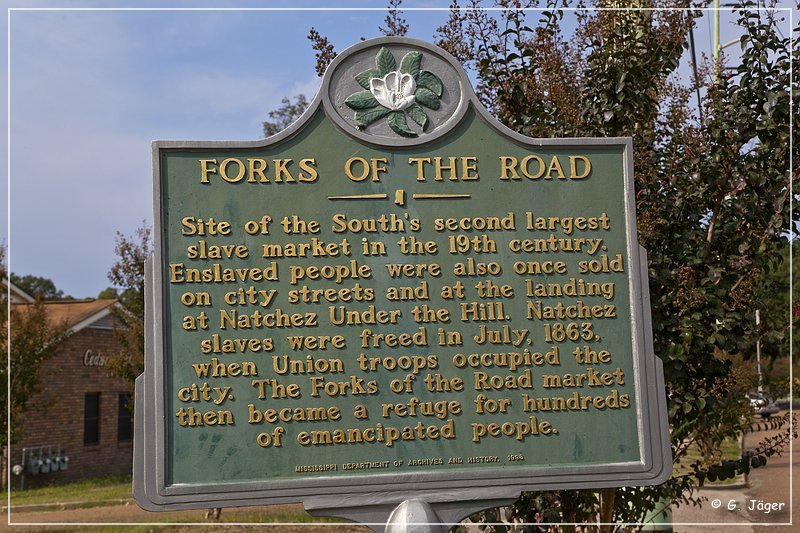 FORKS OF THE ROAD
Site of the South's second largest
slave market in the 19th century.
Enslaved people were also once sold
on city streets and at the landing
at Natchez Under the Hill. Natchez
slaves were freed in July, 1863,
when Union troops occupied the
city. The Forks of the Road market
then became a refuge for hundreds
of emancipated people.
MISSISSIPPI DEPARTMENT OF ARCHIVES AND HISTORY, 1998
© G. Jäger